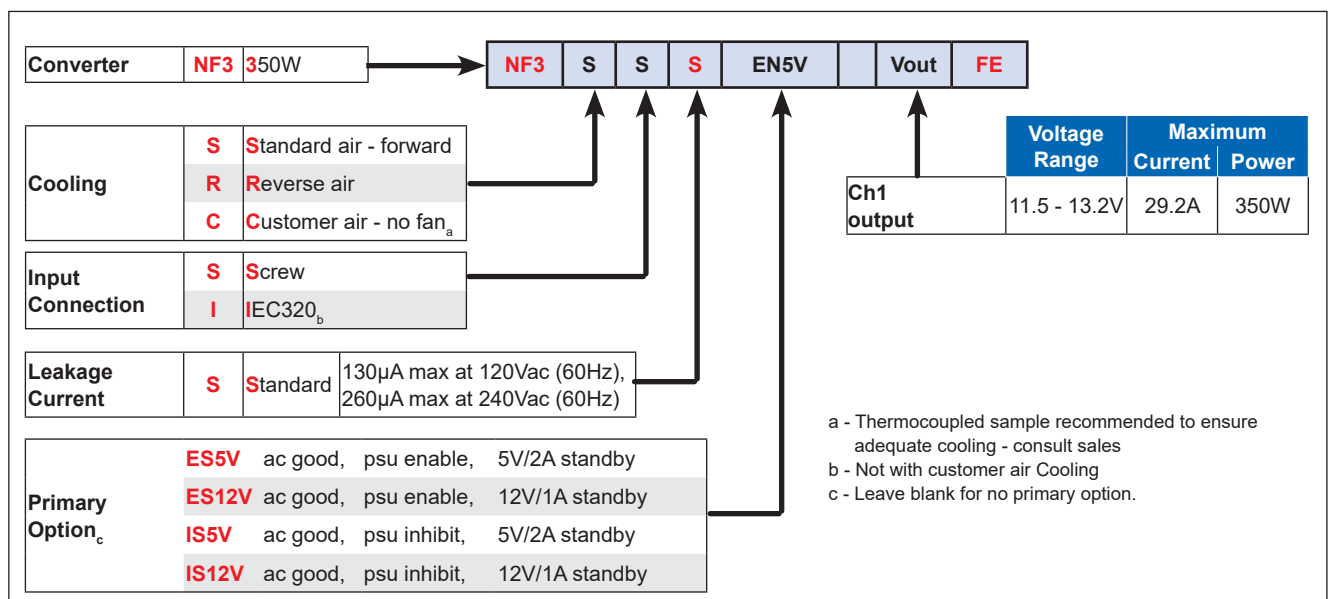 Converter NF3 350W
NF3 S S S EN5V Vout FE
Cooling
S Standard air - forward
R Reverse air
C Customer air - no fan a
Voltage Range Maximum
Current Power
Ch1 output 11.5 - 13.2V 29.2A 350W
Input Connection
S Screw
I IEC320 b
Leakage Current
S Standard 130µA max at 120Vac (60Hz),
260µA max at 240Vac (60Hz)
Primary Option c
ES5V ac good, psu enable, 5V/2A standby
ES12V ac good, psu enable, 12V/1A standby
IS5V ac good, psu inhibit, 5V/2A standby
IS12V ac good, psu inhibit, 12V/1A standby
a - Thermocoupled sample recommended to ensure
adequate cooling - consult sales
b - Not with customer air Cooling
c - Leave blank for no primary option.